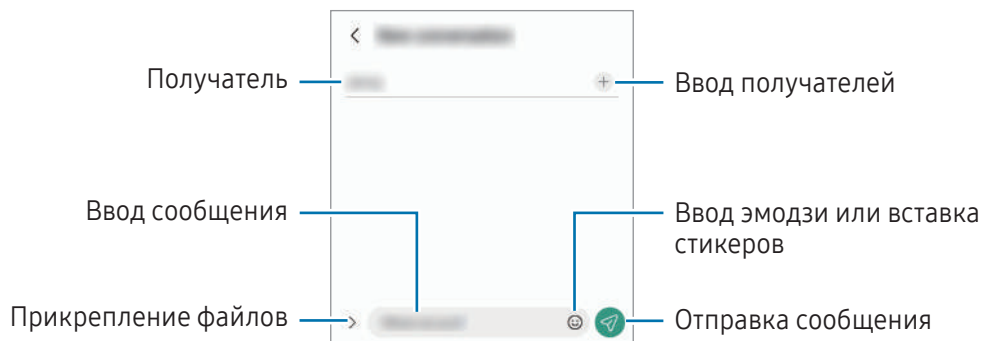 Получатель
Ввод получателей
Ввод сообщения
Ввод эмодзи или вставка
стикеров
Прикрепление файлов
Отправка сообщения